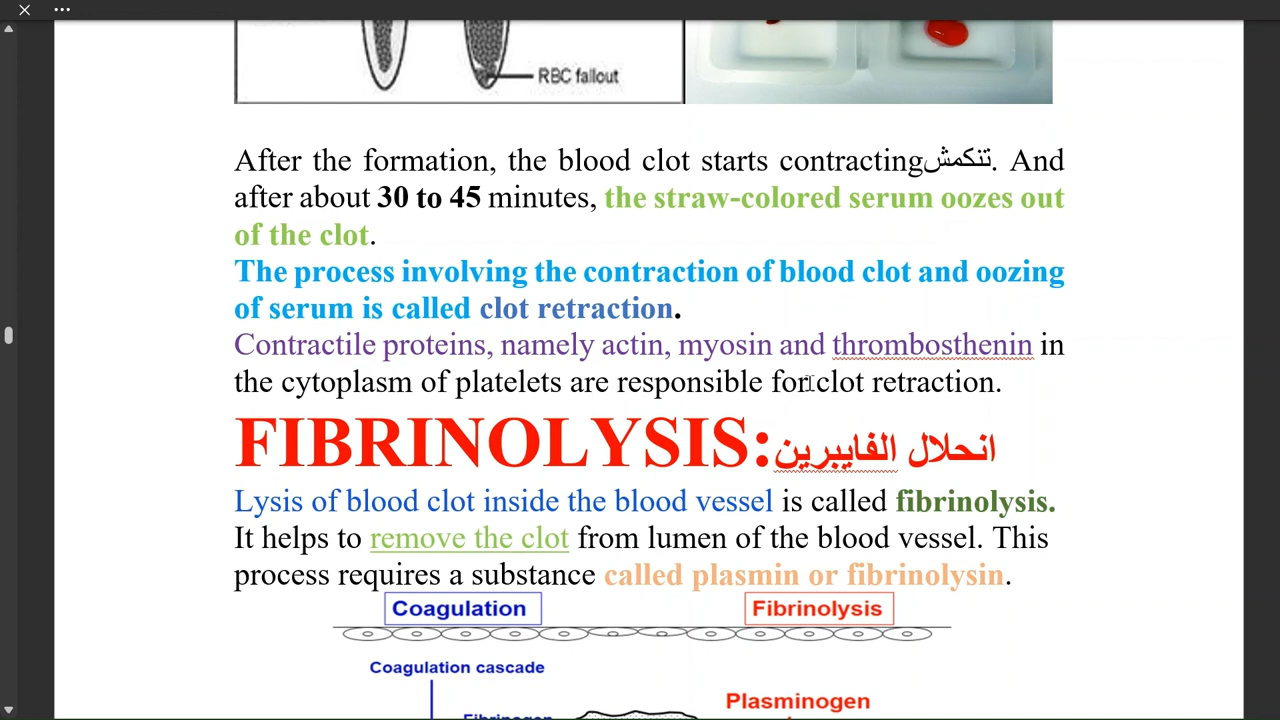 RBC fallout
After the formation, the blood clot starts contractingتنكمش. And
after about 30 to 45 minutes, the straw-colored serum oozes out
of the clot.
The process involving the contraction of blood clot and oozing
of serum is called clot retraction.
Contractile proteins, namely actin, myosin and thrombosthenin in
the cytoplasm of platelets are responsible for clot retraction.
FIBRINOLYSIS:انحلال الفايبرين
Lysis of blood clot inside the blood vessel is called fibrinolysis.
It helps to remove the clot from lumen of the blood vessel. This
process requires a substance called plasmin or fibrinolysin.
Coagulation Fibrinolysis
Coagulation cascade
Plasminogen
Fibrinogen